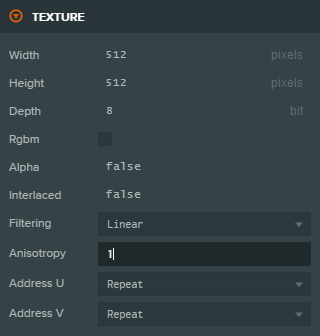 TEXTURE
Width 512 pixels
Height 512 pixels
Depth 8 bit
Rgbm
Alpha false
Interlaced false
Filtering Linear
Anisotropy 1
Address U Repeat
Address V Repeat